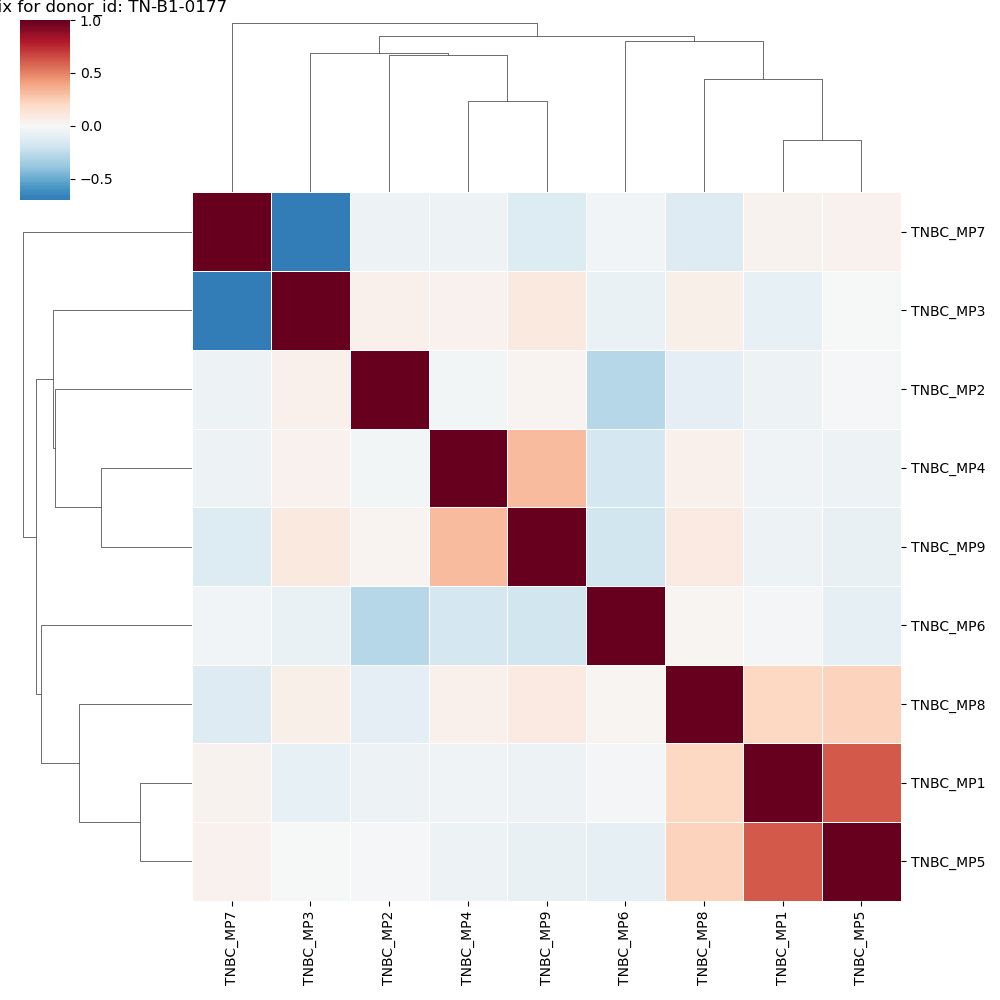 ix for donor_id: TN-B1-0177
1.0
0.5
0.0
−0.5
TNBC_MP7
TNBC_MP3
TNBC_MP2
TNBC_MP4
TNBC_MP9
TNBC_MP6
TNBC_MP8
TNBC_MP1
TNBC_MP5
TNBC_MP7
TNBC_MP3
TNBC_MP2
TNBC_MP4
TNBC_MP9
TNBC_MP6
TNBC_MP8
TNBC_MP1
TNBC_MP5